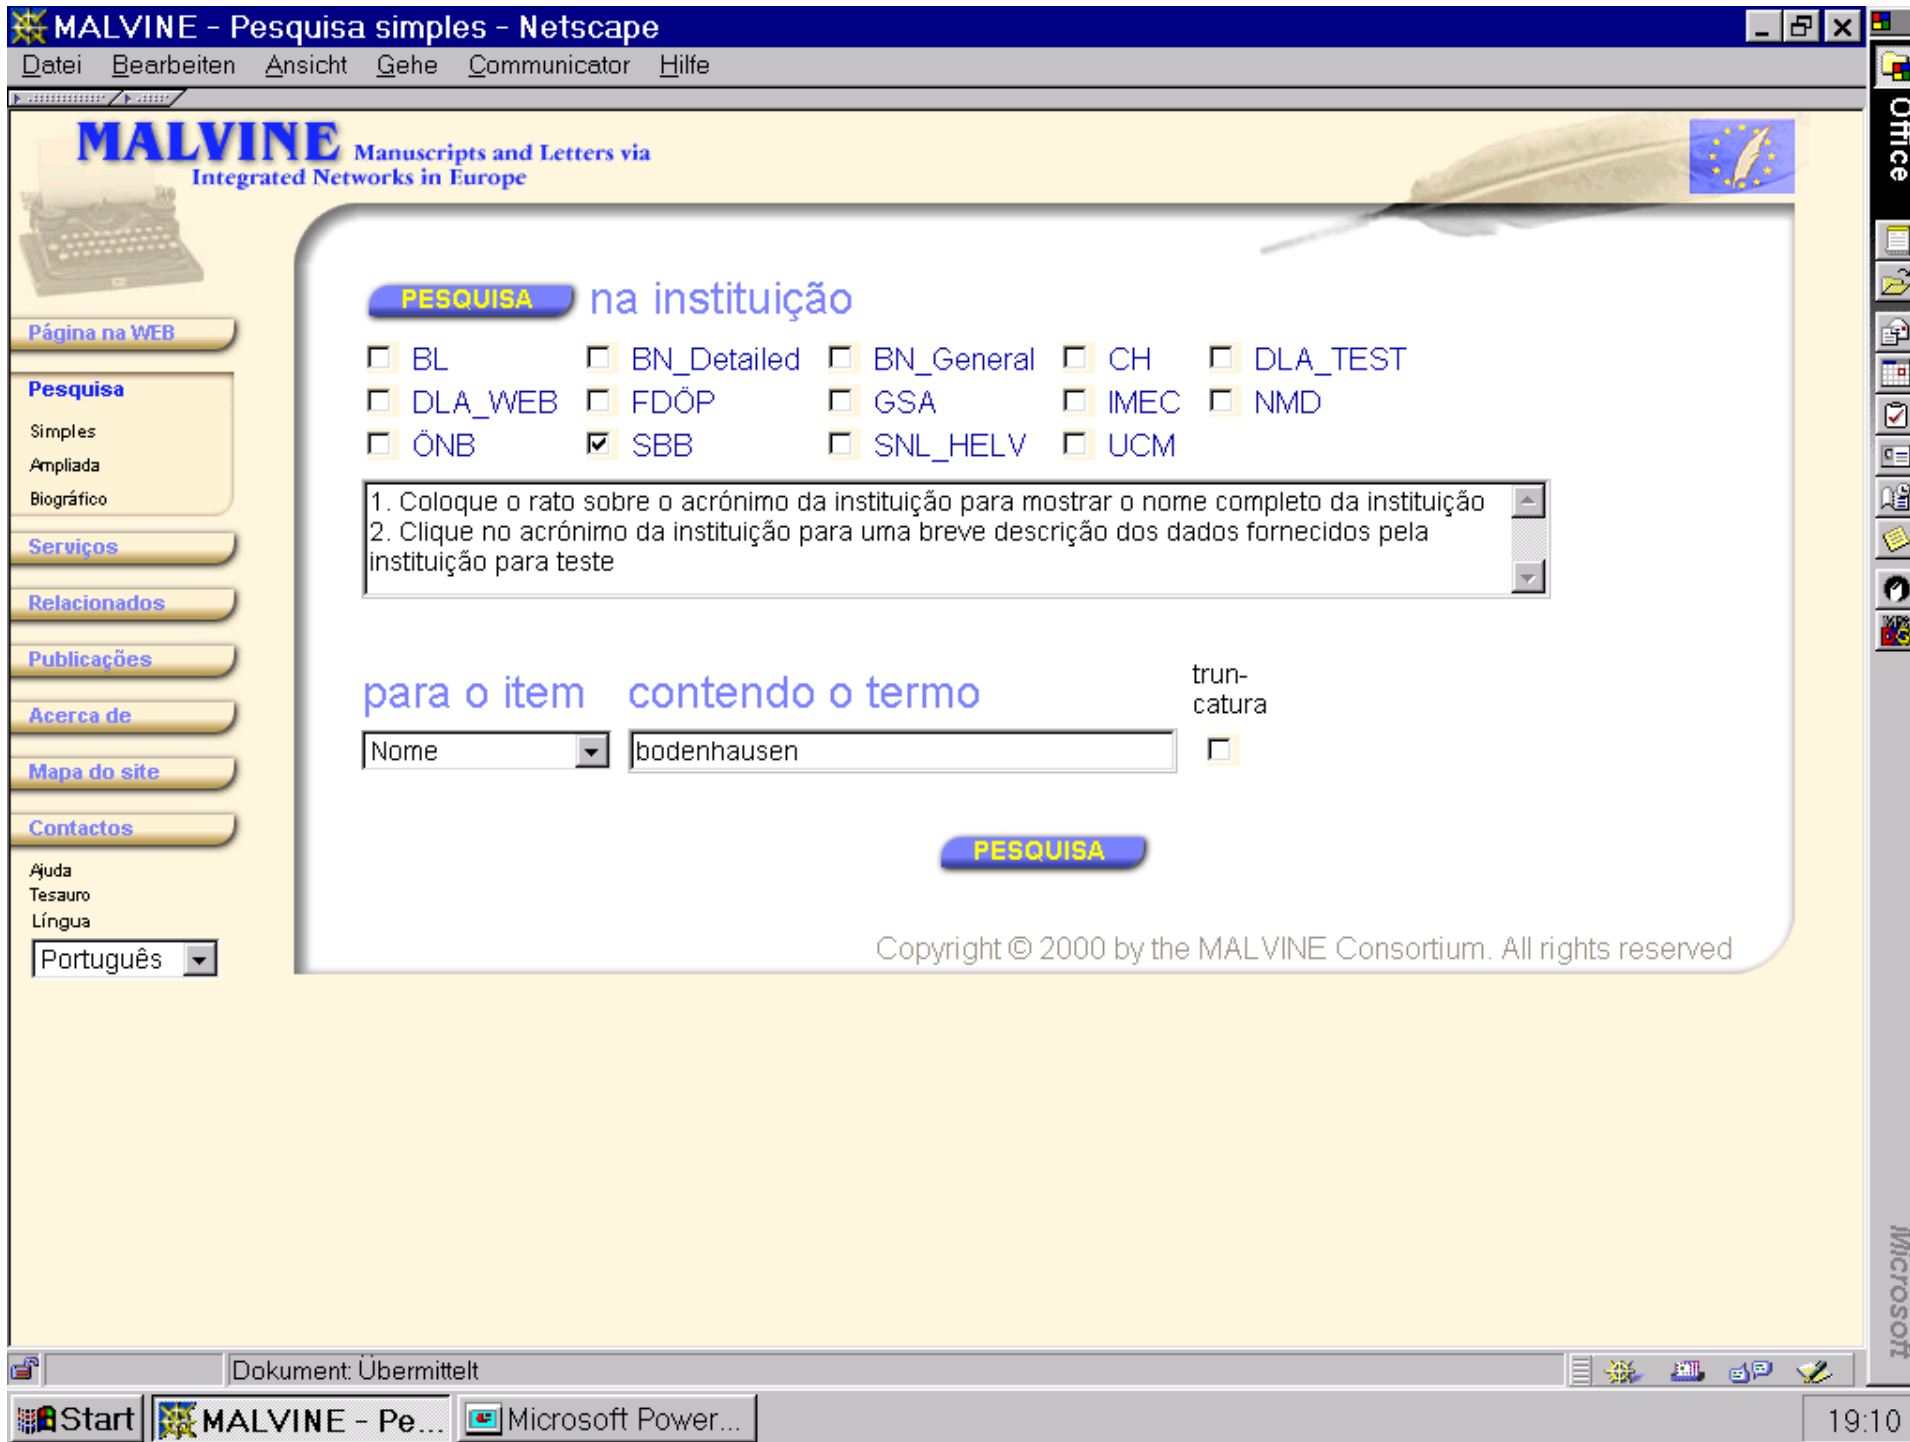 MALVINE - Pesquisa simples - Netscape
Datei Bearbeiten Ansicht Gehe Communicator Hilfe
MALVINE Manuscripts and Letters via
Integrated Networks in Europe
Office
PESQUISA na instituição
Página na WEB
BL BN_Detailed BN_General CH DLA_TEST
Pesquisa
DLA_WEB FDÖP GSA IMEC NMD
Simples
ÖNB SBB SNL_HELV UCM
Ampliada
Biográfico
1. Coloque o rato sobre o acrónimo da instituição para mostrar o nome completo da instituição
2. Clique no acrónimo da instituição para uma breve descrição dos dados fornecidos pela
instituição para teste
Serviços
Relacionados
Publicações
para o item contendo o termo
trun-
catura
Acerca de
Nome bodenhausen
Mapa do site
Contactos
PESQUISA
Ajuda
Tesauro
Língua
Português
Copyright © 2000 by the MALVINE Consortium. All rights reserved
Microsoft
Dokument: Übermittelt
Start MALVINE - Pe... Microsoft Power... 19:10